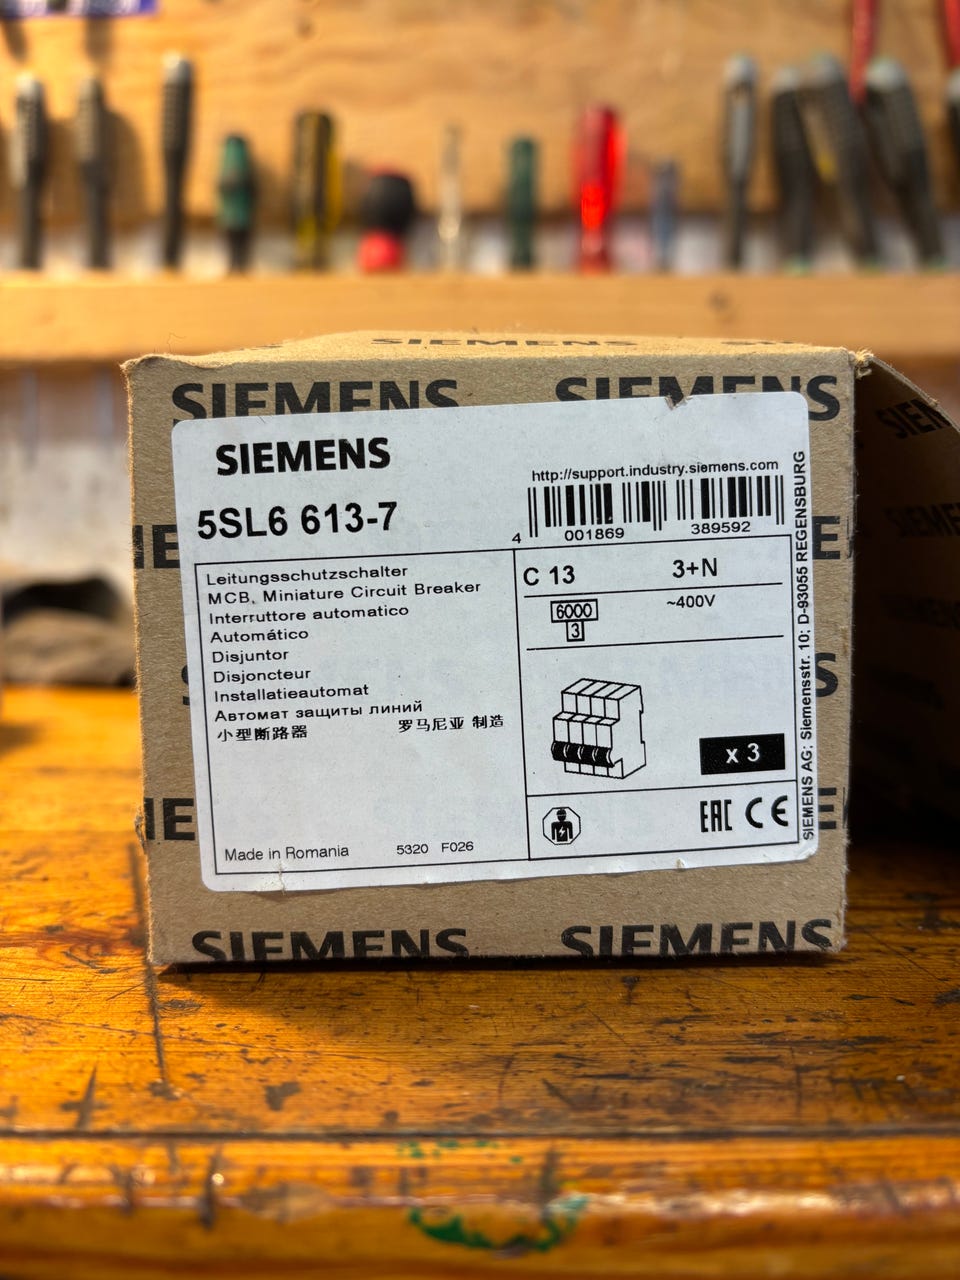 SIEMENS
SIEMENS SIEMENS
SIEMENS
http://support.industry.siemens.com
5SL6 613-7
4 001869 389592
Leitungsschutzschalter
MCB, Miniature Circuit Breaker
Interruttore automatico
Automático
Disjuntor
Disjoncteur
Installatieautomat
Автомат защиты линий
小型断路器 罗马尼亚 制造
Made in Romania 5320 F026
C 13 3+N
6000 ~400V
3
x 3
EAC CE
SIEMENS AG; Siemensstr. 10; D-93055 REGENSBURG
SIEMENS SIEMENS